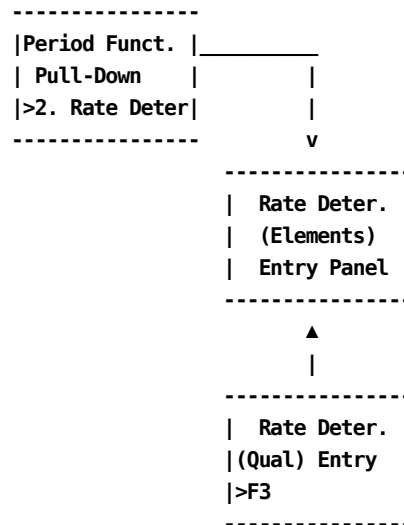 Period Funct.
Pull-Down
>2. Rate Deter
v
Rate Deter.
(Elements)
Entry Panel
Rate Deter.
(Qual) Entry
>F3